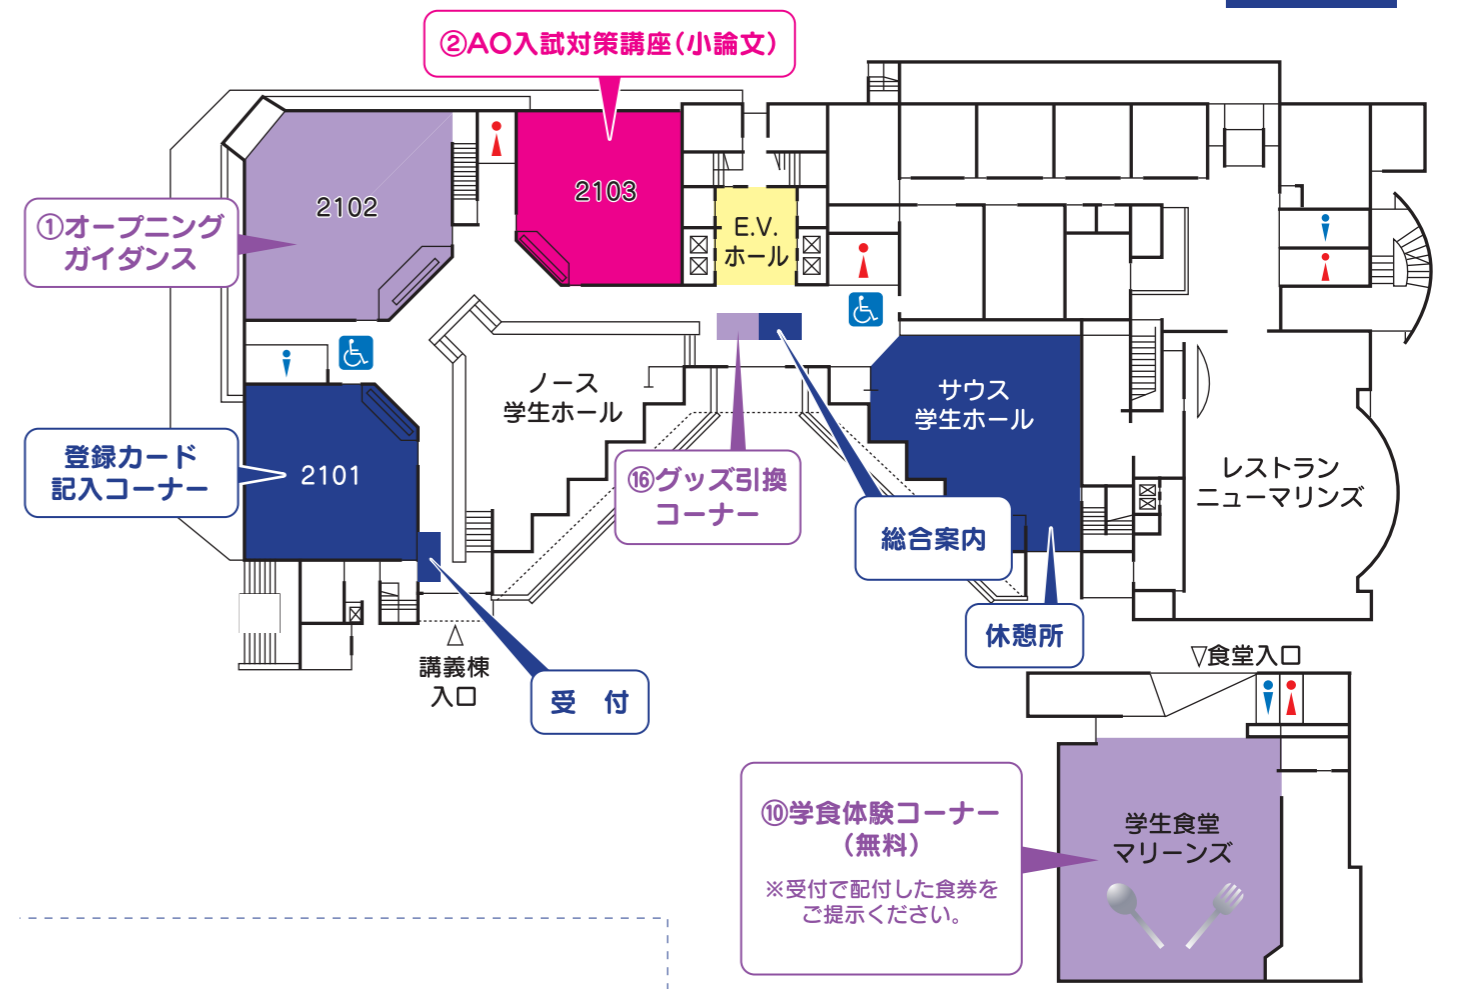 ②AO入試対策講座(小論文)
2102
2103
①オープニング
ガイダンス
E.V.
ホール
ノース
学生ホール
サウス
学生ホール
登録カード
記入コーナー
2101
⑯グッズ引換
コーナー
レストラン
ニューマリンズ
総合案内
休憩所
講義棟
入口
受 付
▽食堂入口
⑩学食体験コーナー
(無料)
※受付で配付した食券を
ご提示ください。
学生食堂
マリーンズ